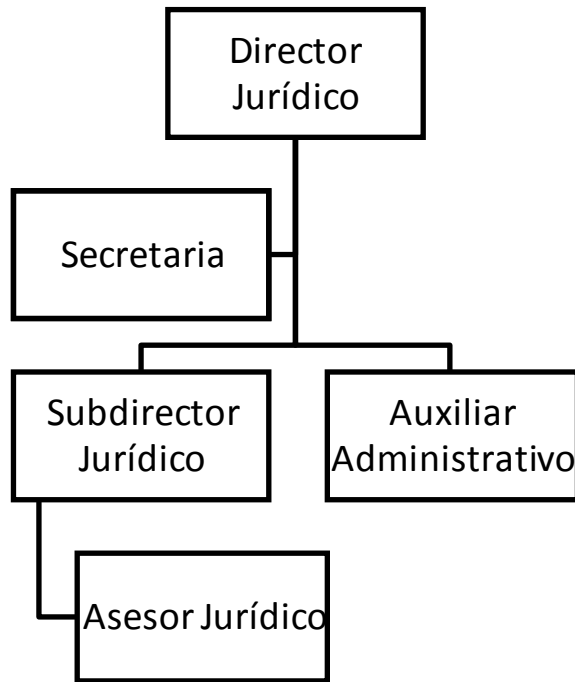 Director
Jurídico
Secretaria
Subdirector
Jurídico
Auxiliar
Administrativo
Asesor Jurídico